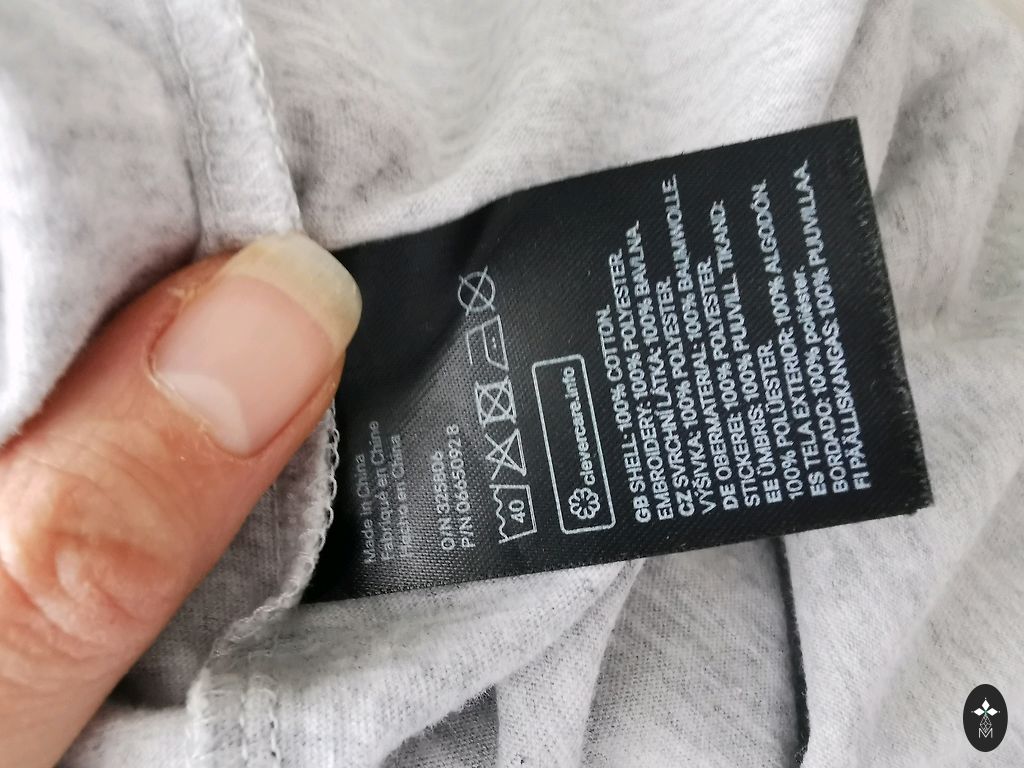 Made in China
Fabriqué en Chine
en China
O/N 325806
P/N 0665092 8
40
clevercare.info
GB SHELL: 100% COTTON.
EMBROIDERY: 100% POLYESTER.
CZ SVRCHNÍ LÁTKA: 100% BAVLNA
VÝŠIVKA: 100% POLYESTER.
DE OBERMATERIAL: 100% BAUMWOLLE.
STICKEREI: 100% POLYESTER.
EE ÜMBRIS: 100% PUUVILL TIKAND:
100% POLÜESTER.
ES TELA EXTERIOR: 100% ALGODÓN.
BORDADO: 100% poliéster.
FI PÄÄLLISKANGAS: 100% PUUVILLAA
M